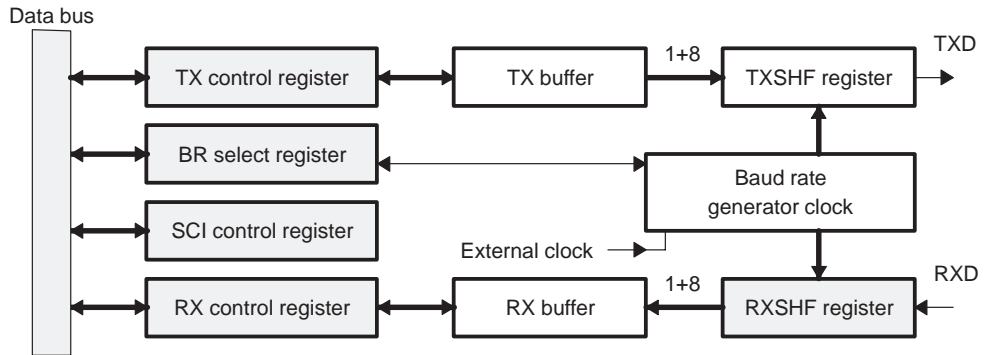 Data bus
TX control register
TX buffer
1+8
TXSHF register
TXD
BR select register
Baud rate
generator clock
SCI control register
External clock
RX control register
RX buffer
1+8
RXSHF register
RXD